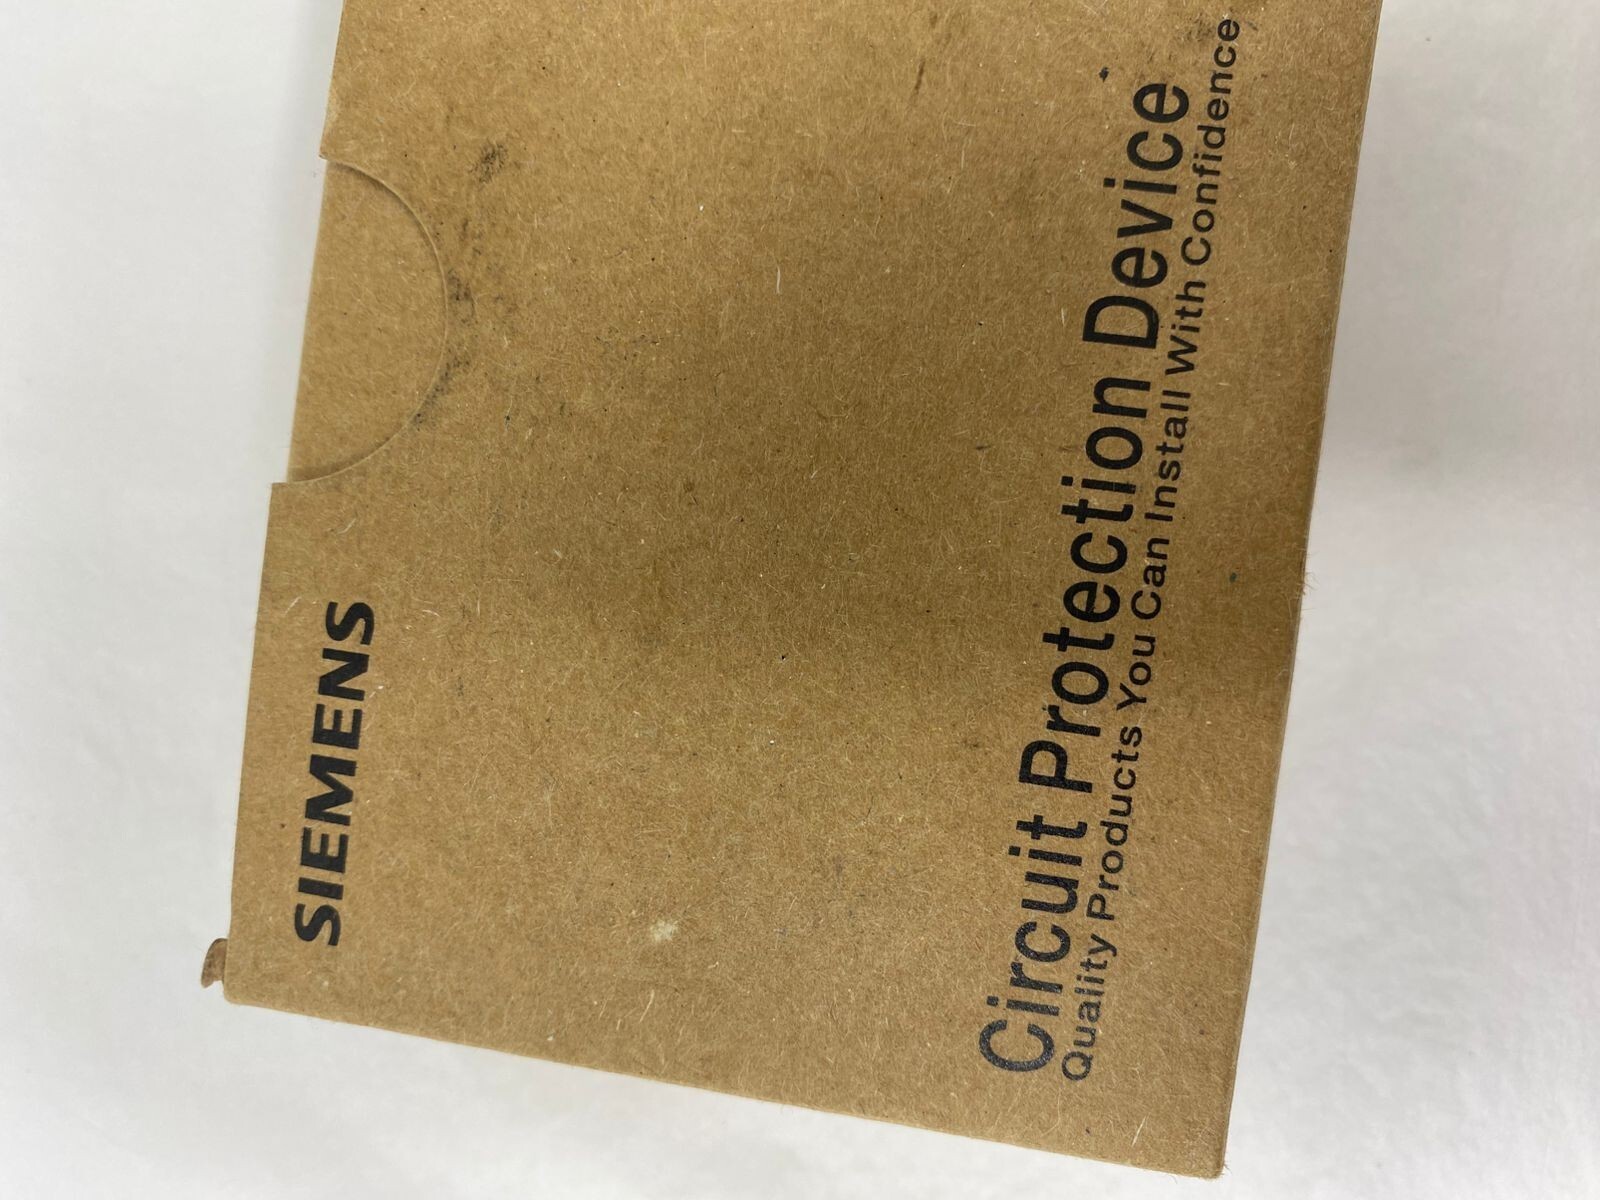 SIEMENS
Circuit Protection Device
Quality Products You Can Install With Confidence